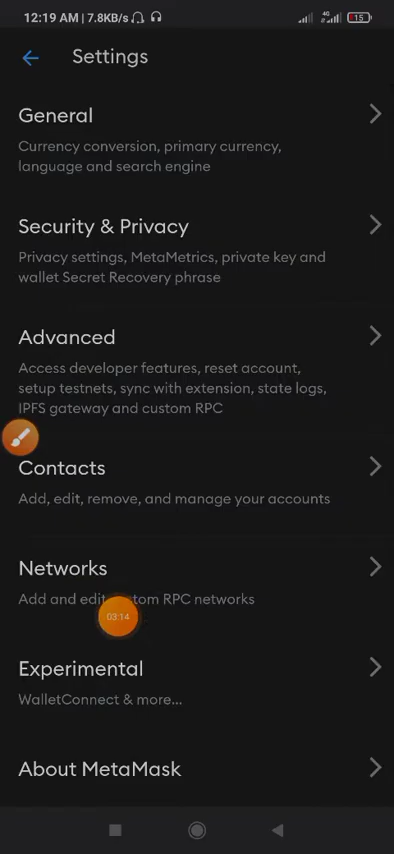 12:19 AM | 7.8KB/s 4G 15
Settings
General
Currency conversion, primary currency,
language and search engine
Security & Privacy
Privacy settings, MetaMetrics, private key and
wallet Secret Recovery phrase
Advanced
Access developer features, reset account,
setup testnets, sync with extension, state logs,
IPFS gateway and custom RPC
Contacts
Add, edit, remove, and manage your accounts
Networks
Add and edit tom RPC networks
03:14
Experimental
WalletConnect & more...
About MetaMask